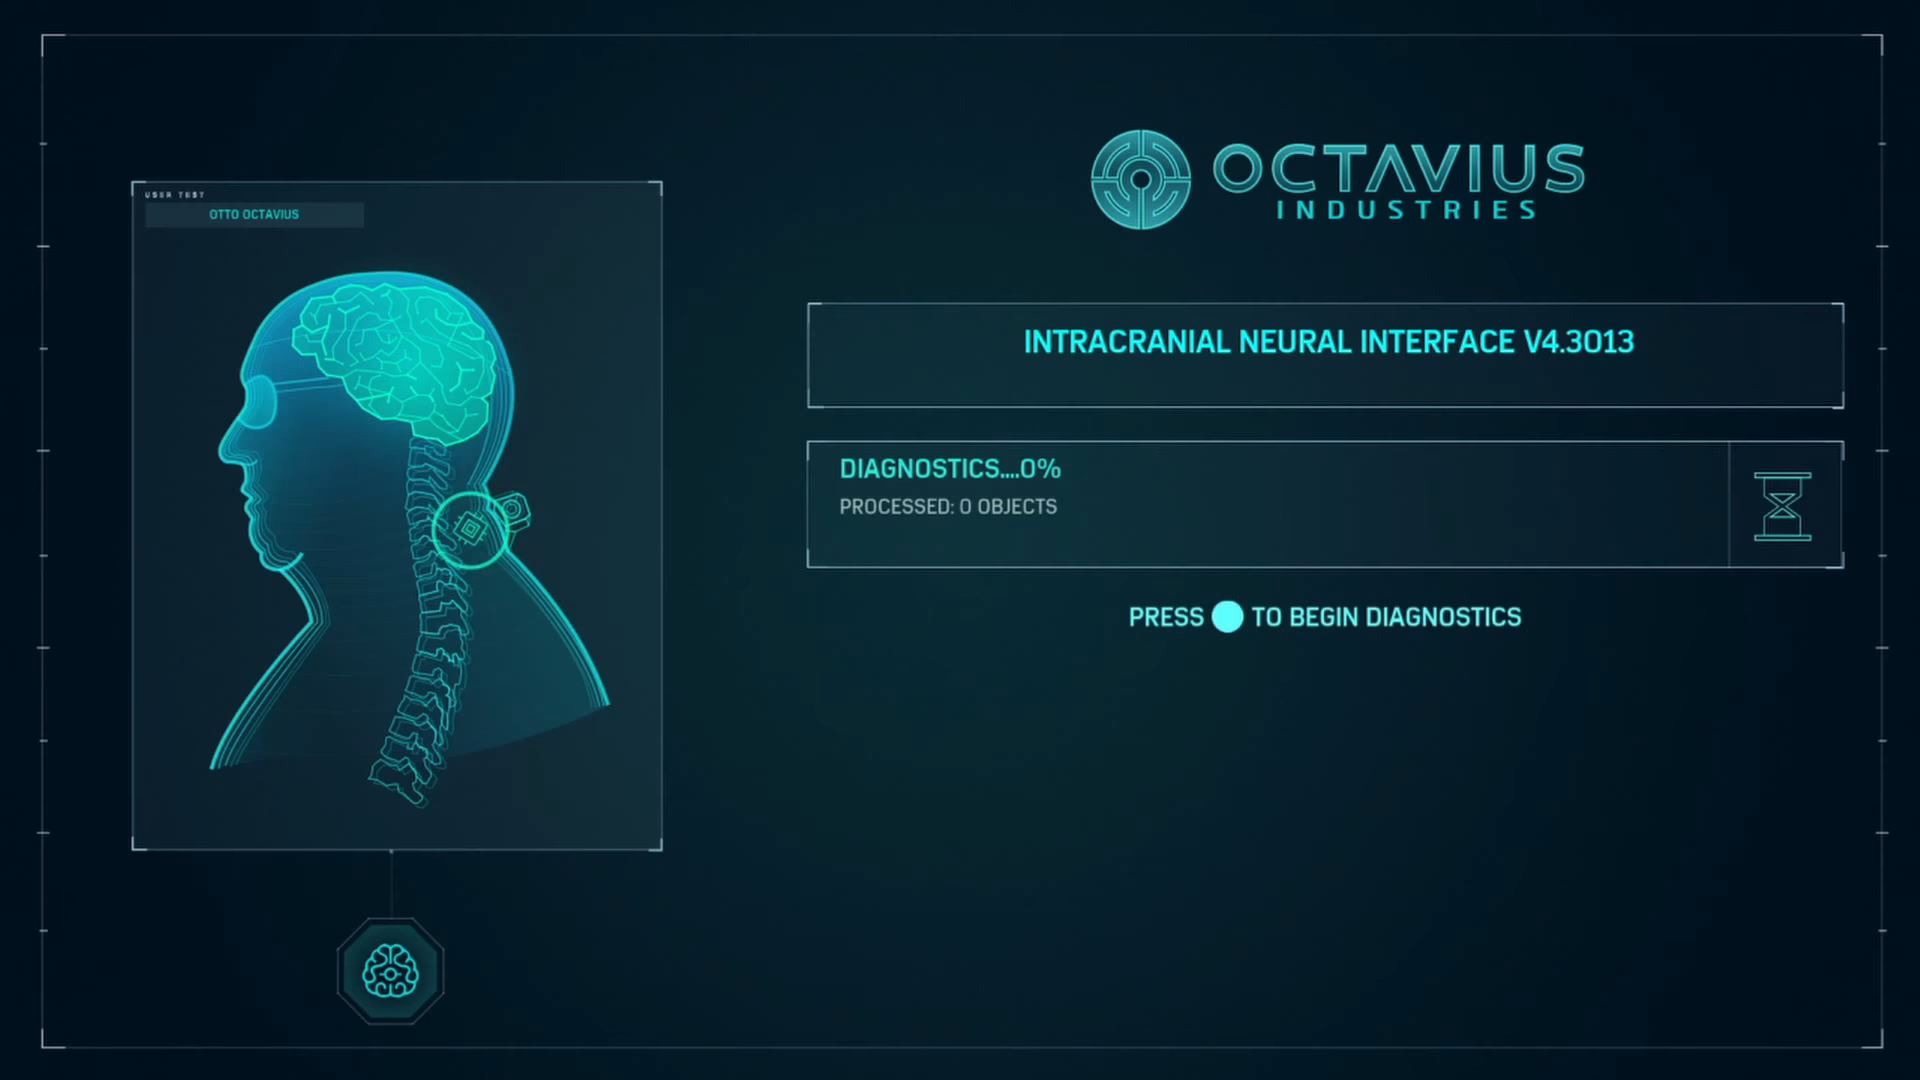 USER TEST
OTTO OCTAVIUS
OCTAVIUS
INDUSTRIES
INTRACRANIAL NEURAL INTERFACE V4.3013
DIAGNOSTICS....0%
PROCESSED: 0 OBJECTS
PRESS TO BEGIN DIAGNOSTICS